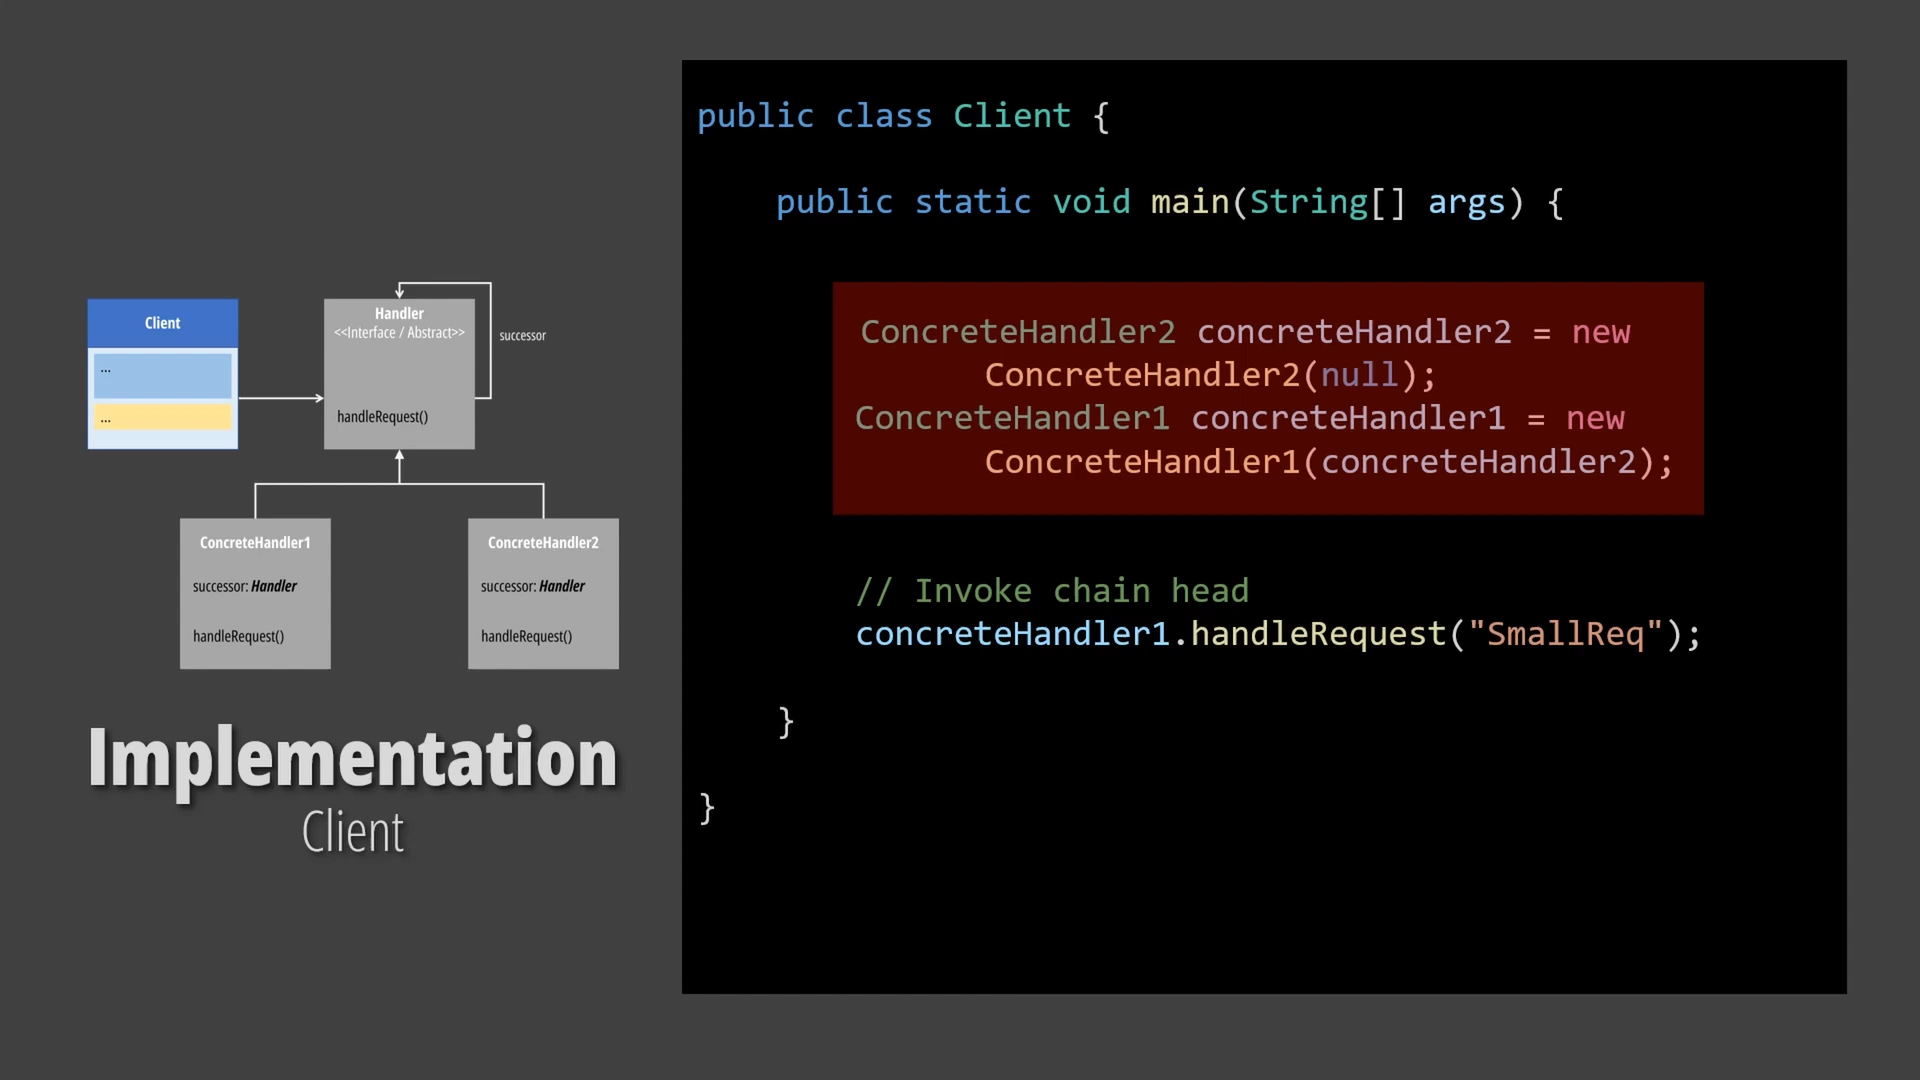 Client
...
...
Handler
<<Interface / Abstract>>
handleRequest()
successor
ConcreteHandler1
successor: Handler
handleRequest()
ConcreteHandler2
successor: Handler
handleRequest()
Implementation
Client
public class Client {
public static void main(String[] args) {
ConcreteHandler2 concreteHandler2 = new
ConcreteHandler2(null);
ConcreteHandler1 concreteHandler1 = new
ConcreteHandler1(concreteHandler2);
// Invoke chain head
concreteHandler1.handleRequest("SmallReq");
}
}